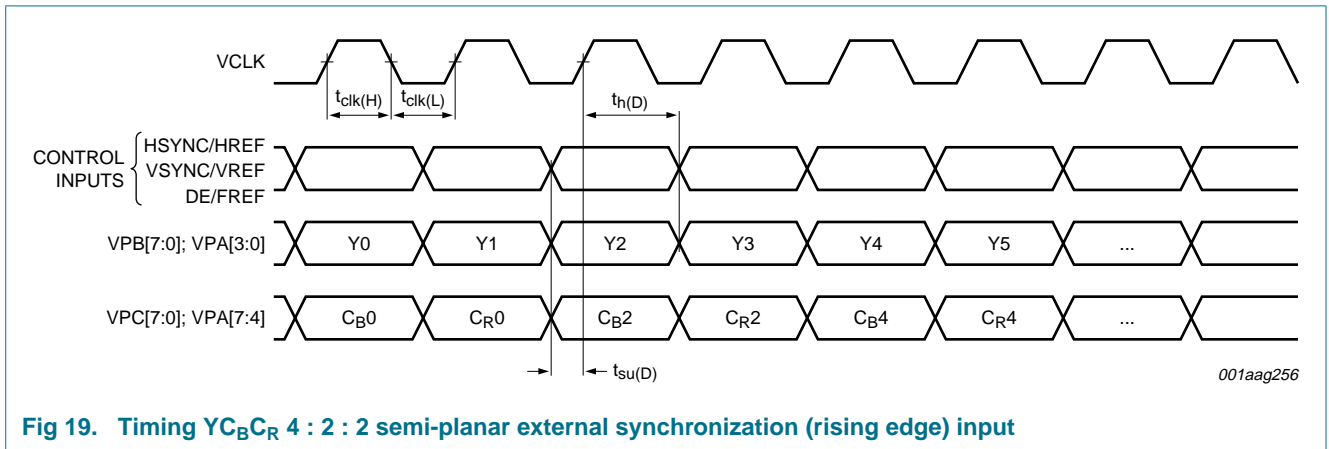 VCLK
tclk(H) tclk(L) th(D)
CONTROL INPUTS
HSYNC/HREF
VSYNC/VREF
DE/FREF
VPB[7:0]; VPA[3:0] Y0 Y1 Y2 Y3 Y4 Y5 ...
VPC[7:0]; VPA[7:4] CB0 CR0 CB2 CR2 CB4 CR4 ...
tsu(D)
001aag256
Fig 19. Timing YCBCR 4 : 2 : 2 semi-planar external synchronization (rising edge) input